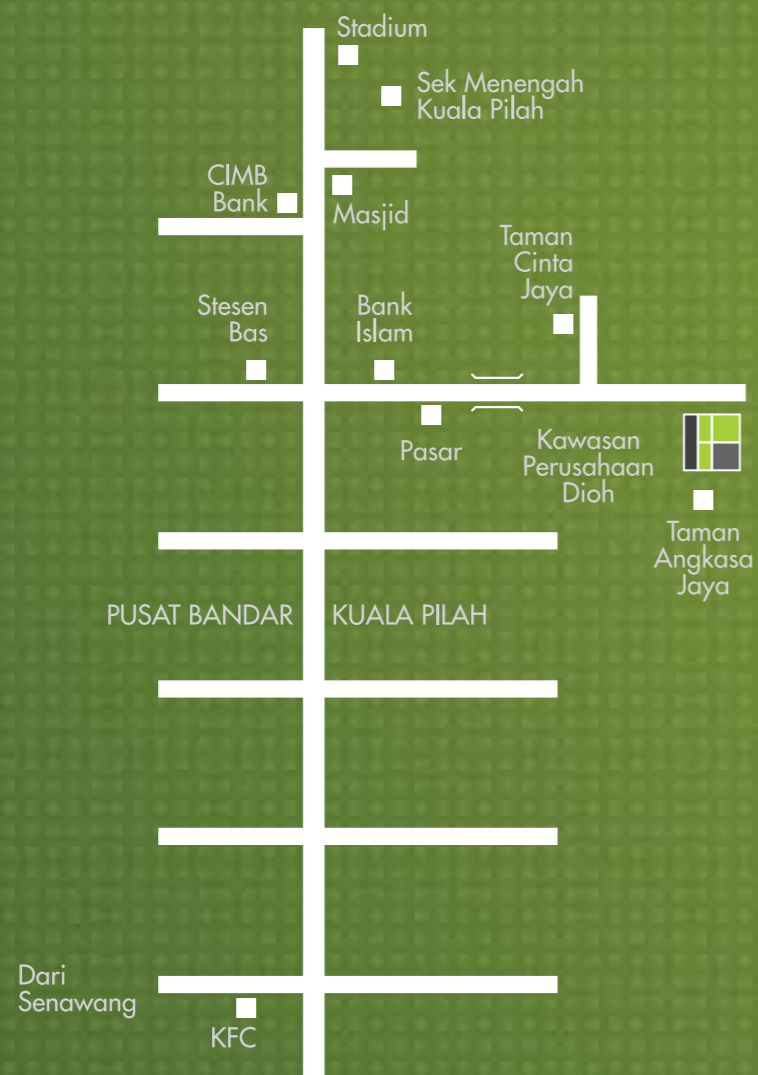 Stadium
Sek Menengah
Kuala Pilah
CIMB
Bank
Masjid
Taman
Cinta
Jaya
Stesen
Bas
Bank
Islam
Pasar
Kawasan
Perusahaan
Dioh
Taman
Angkasa
Jaya
PUSAT BANDAR KUALA PILAH
Dari
Senawang
KFC